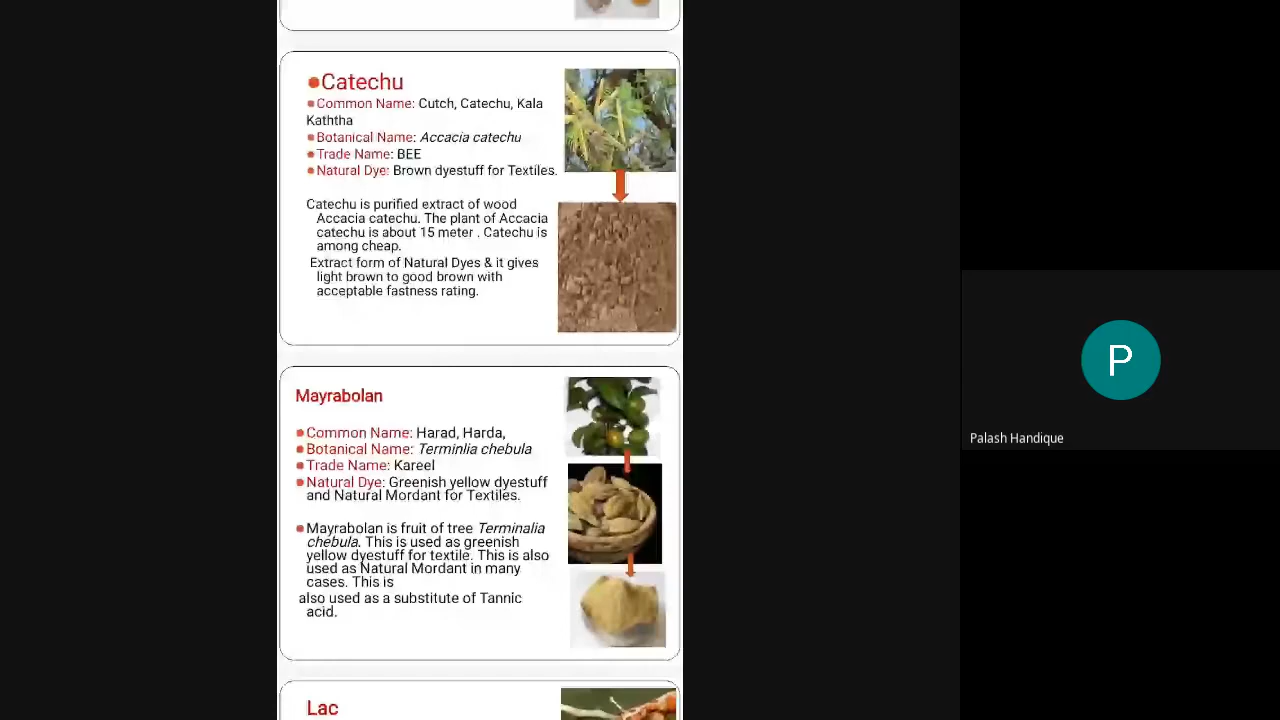 Catechu
Common Name: Cutch, Catechu, Kala
Kaththa
Botanical Name: Accacia catechu
Trade Name: BEE
Natural Dye: Brown dyestuff for Textiles.
Catechu is purified extract of wood
Accacia catechu. The plant of Accacia
catechu is about 15 meter . Catechu is
among cheap.
Extract form of Natural Dyes & it gives
light brown to good brown with
acceptable fastness rating.
Mayrabolan
Common Name: Harad, Harda,
Botanical Name: Terminlia chebula
Trade Name: Kareel
Natural Dye: Greenish yellow dyestuff
and Natural Mordant for Textiles.
Mayrabolan is fruit of tree Terminalia
chebula. This is used as greenish
yellow dyestuff for textile. This is also
used as Natural Mordant in many
cases. This is
also used as a substitute of Tannic
acid.
Lac
P
Palash Handique